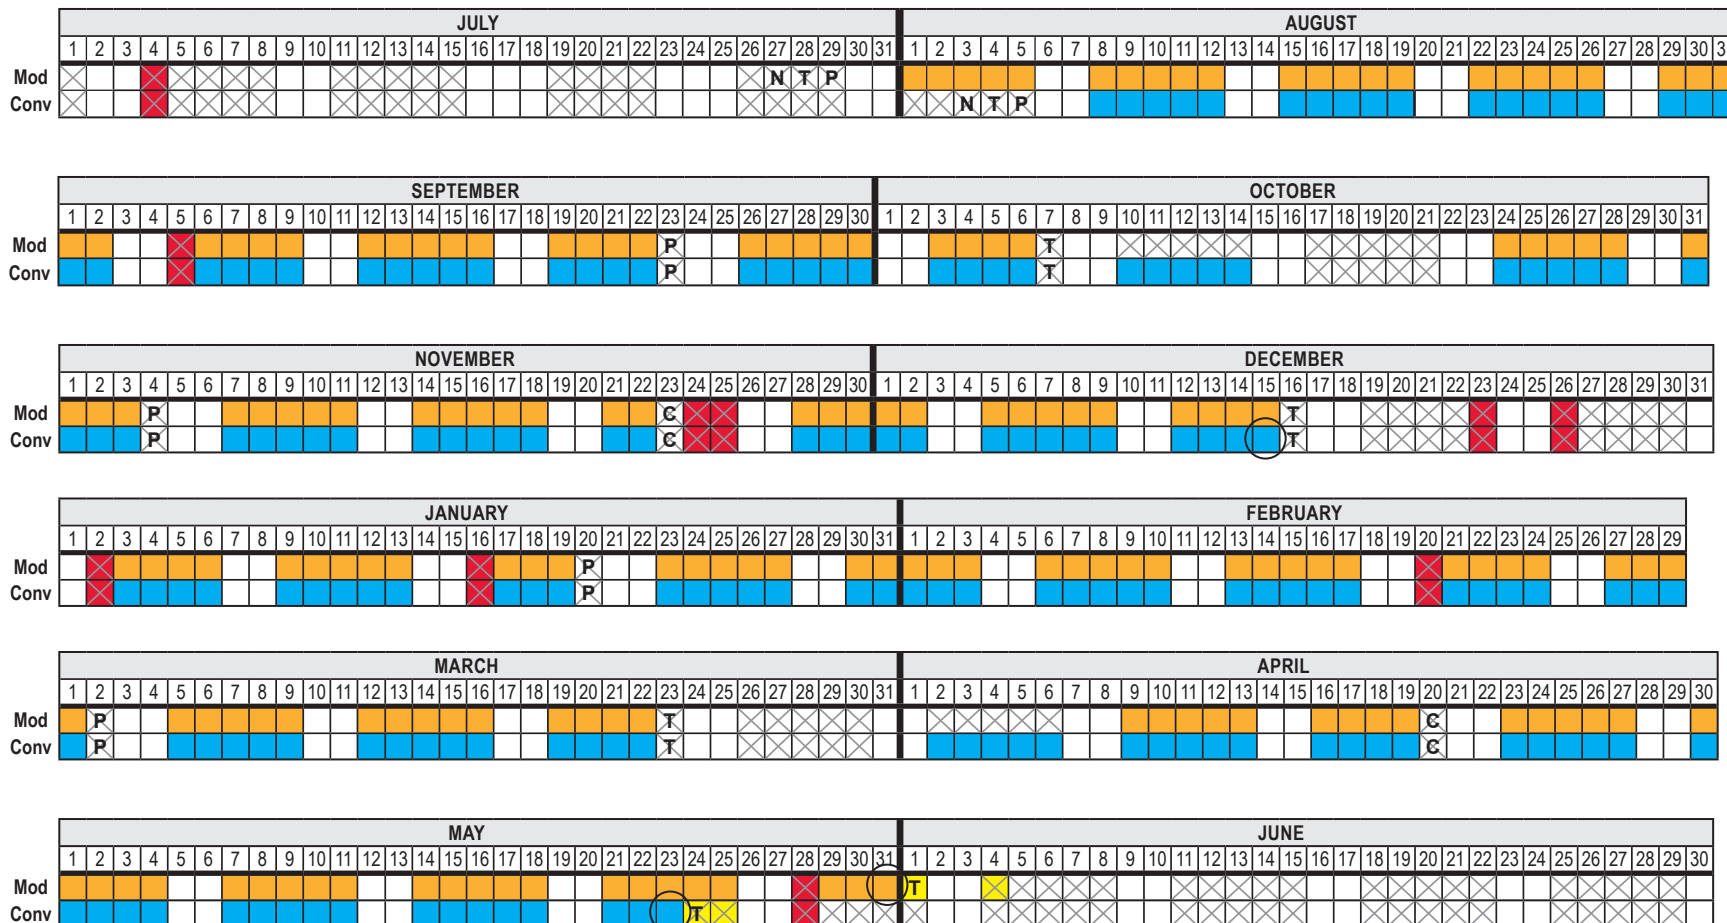 JULY AUGUST
1 2 3 4 5 6 7 8 9 10 11 12 13 14 15 16 17 18 19 20 21 22 23 24 25 26 27 28 29 30 31 1 2 3 4 5 6 7 8 9 10 11 12 13 14 15 16 17 18 19 20 21 22 23 24 25 26 27 28 29 30 3
Mod N T P
Conv N T P
SEPTEMBER OCTOBER
1 2 3 4 5 6 7 8 9 10 11 12 13 14 15 16 17 18 19 20 21 22 23 24 25 26 27 28 29 30 1 2 3 4 5 6 7 8 9 10 11 12 13 14 15 16 17 18 19 20 21 22 23 24 25 26 27 28 29 30 31
Mod P T
Conv P T
NOVEMBER DECEMBER
1 2 3 4 5 6 7 8 9 10 11 12 13 14 15 16 17 18 19 20 21 22 23 24 25 26 27 28 29 30 1 2 3 4 5 6 7 8 9 10 11 12 13 14 15 16 17 18 19 20 21 22 23 24 25 26 27 28 29 30 31
Mod P C T
Conv P C T
JANUARY FEBRUARY
1 2 3 4 5 6 7 8 9 10 11 12 13 14 15 16 17 18 19 20 21 22 23 24 25 26 27 28 29 30 31 1 2 3 4 5 6 7 8 9 10 11 12 13 14 15 16 17 18 19 20 21 22 23 24 25 26 27 28 29
Mod P
Conv P
MARCH APRIL
1 2 3 4 5 6 7 8 9 10 11 12 13 14 15 16 17 18 19 20 21 22 23 24 25 26 27 28 29 30 31 1 2 3 4 5 6 7 8 9 10 11 12 13 14 15 16 17 18 19 20 21 22 23 24 25 26 27 28 29 30
Mod P T C
Conv P T C
MAY JUNE
1 2 3 4 5 6 7 8 9 10 11 12 13 14 15 16 17 18 19 20 21 22 23 24 25 26 27 28 29 30 31 1 2 3 4 5 6 7 8 9 10 11 12 13 14 15 16 17 18 19 20 21 22 23 24 25 26 27 28 29 30
Mod T
Conv T